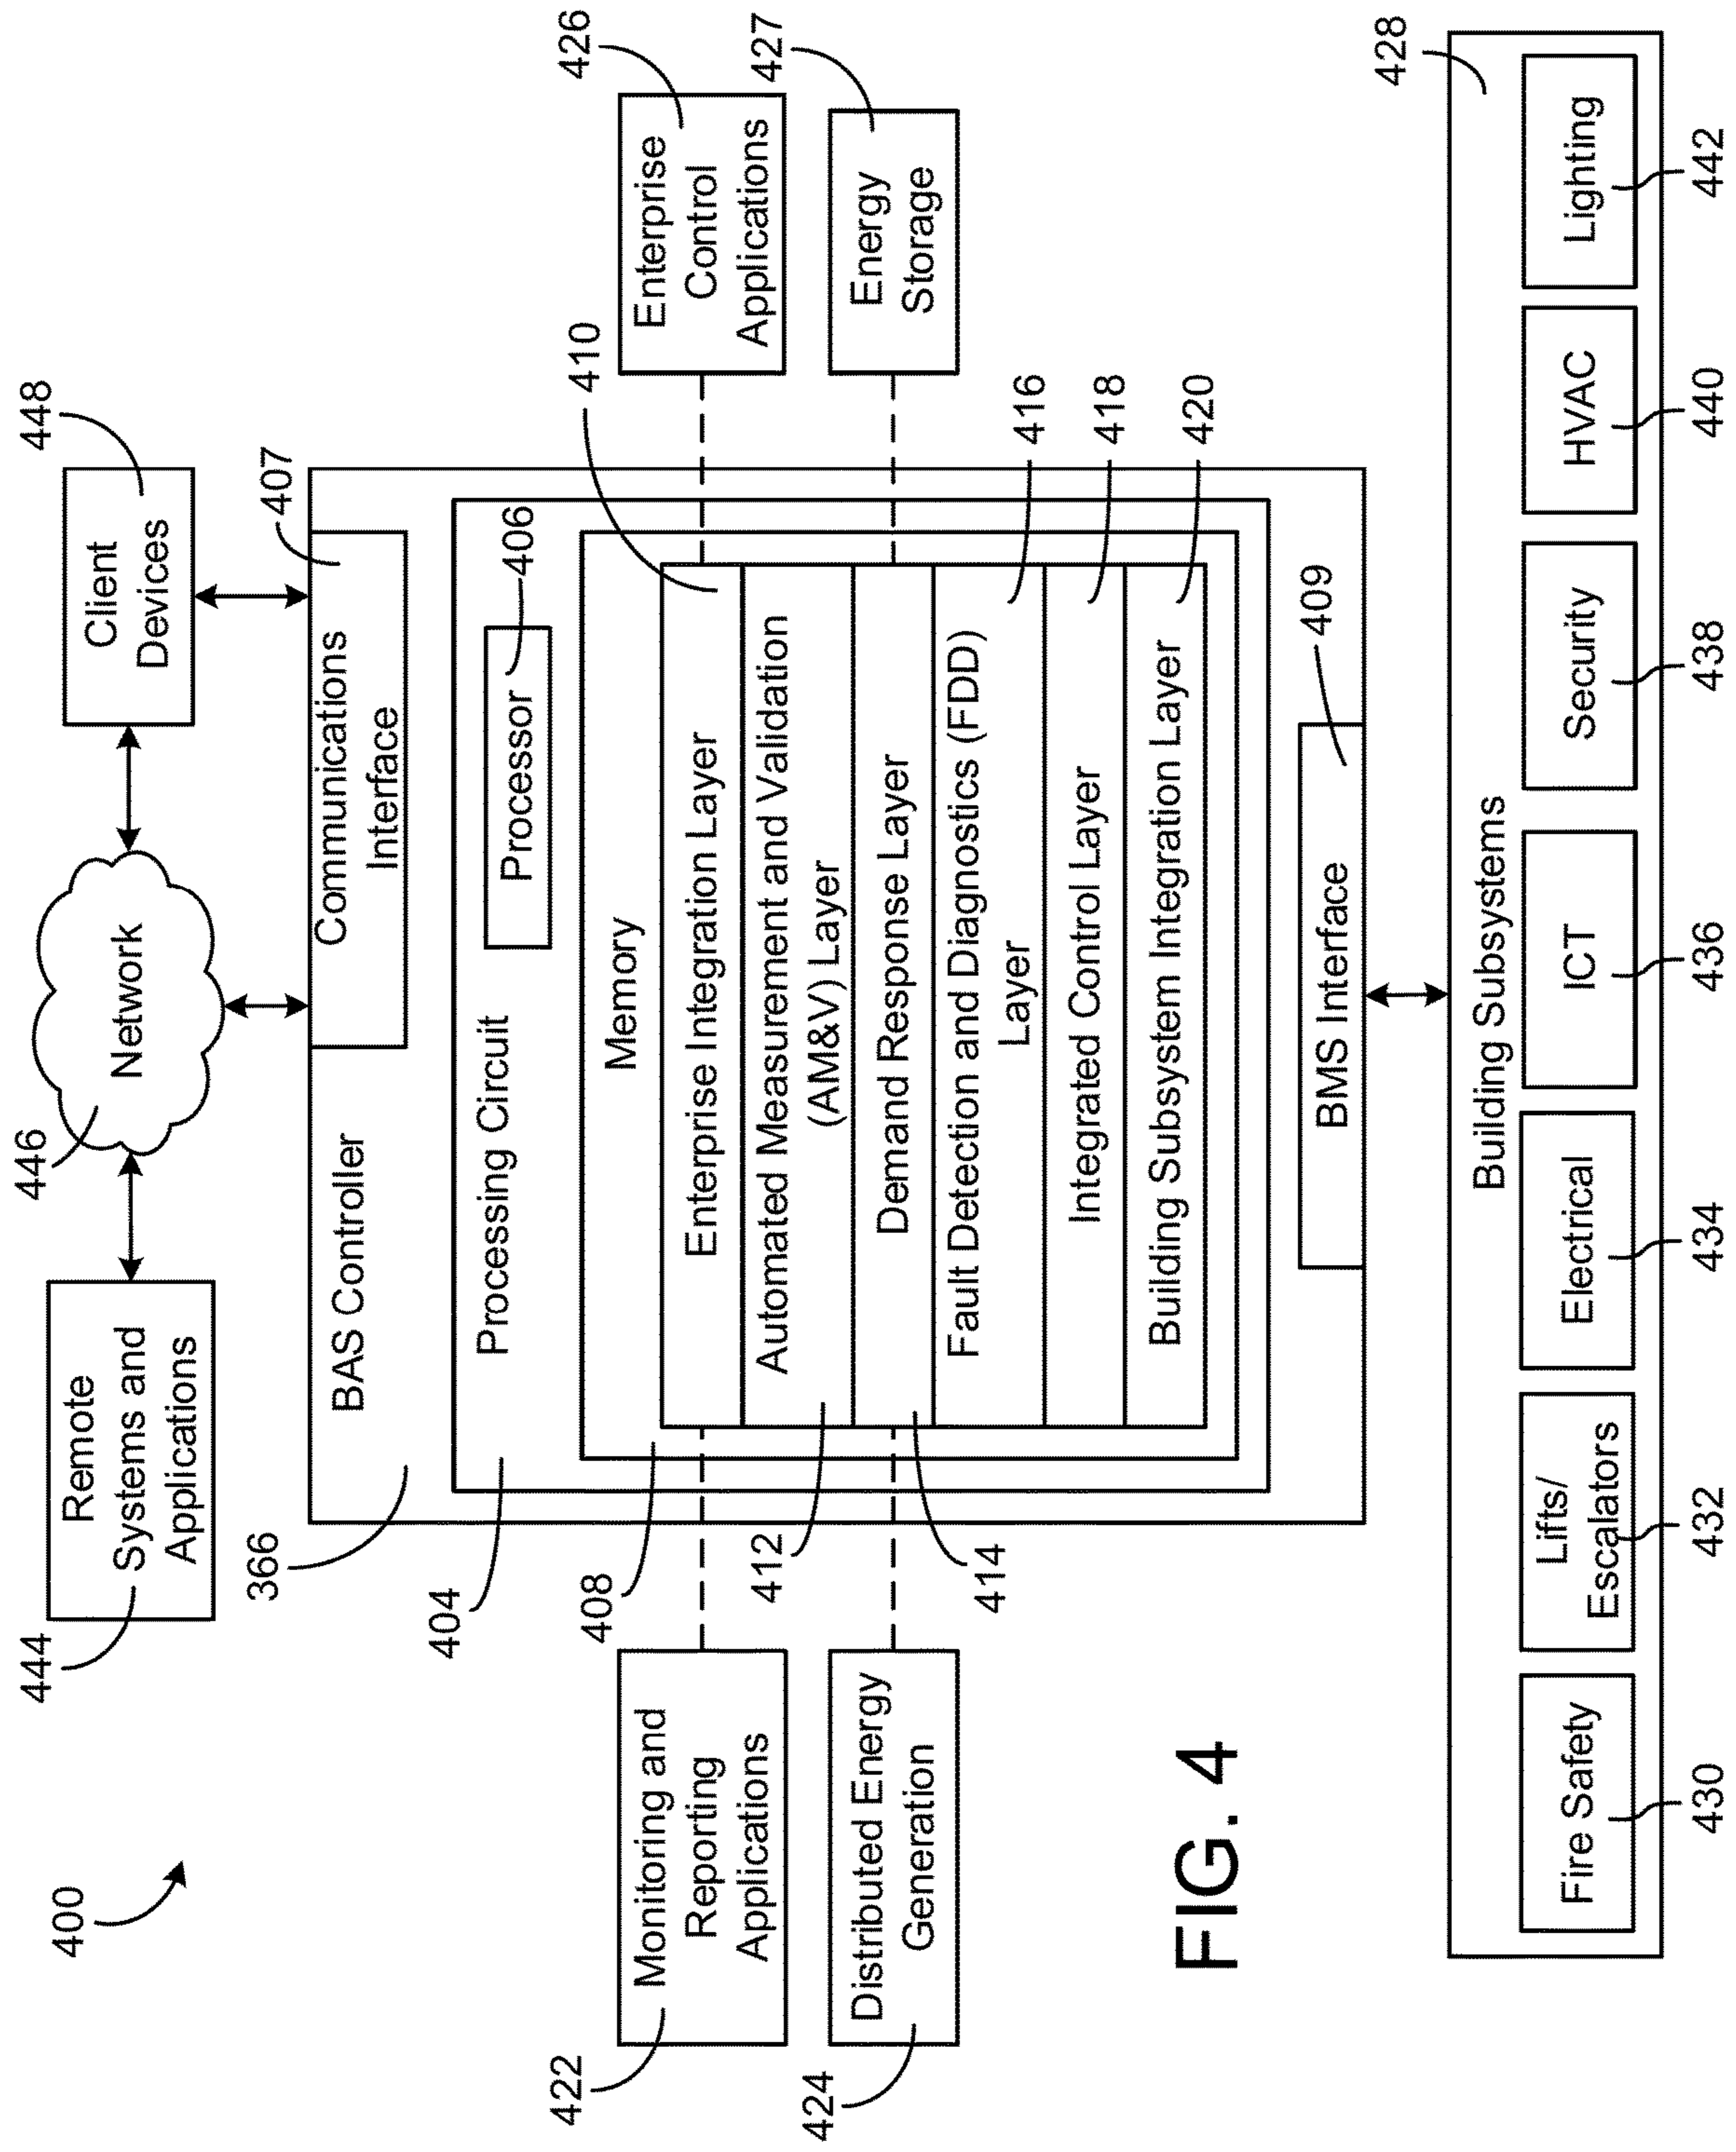 400
444
Remote
Systems and
Applications
446
Network
448
Client
Devices
366
BAS Controller
407
Communications
Interface
404
Processing Circuit
Processor
406
408
Memory
410
Enterprise Integration Layer
Automated Measurement and Validation
(AM&V) Layer
412
Demand Response Layer
414
Fault Detection and Diagnostics (FDD)
Layer
416
Integrated Control Layer
418
Building Subsystem Integration Layer
420
BMS Interface
409
422
Monitoring and
Reporting
Applications
424
Distributed Energy
Generation
426
Enterprise
Control
Applications
427
Energy
Storage
FIG. 4
428
Building Subsystems
Fire Safety
Lifts/
Escalators
Electrical
ICT
Security
HVAC
Lighting
430
432
434
436
438
440
442